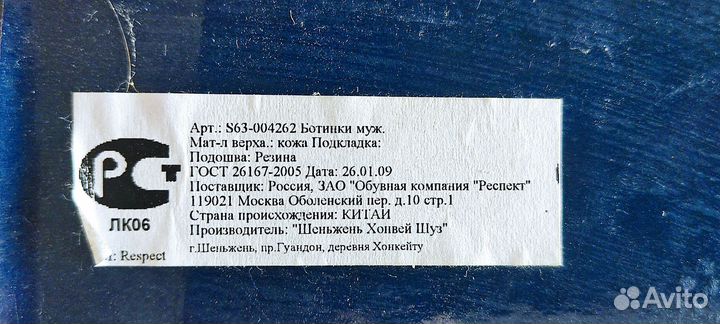 Арт.: S63-004262 Ботинки муж.
Мат-л верха.: кожа Подкладка:
Подошва: Резина
ГОСТ 26167-2005 Дата: 26.01.09
Поставщик: Россия, ЗАО "Обувная компания "Респект"
119021 Москва Оболенский пер. д.10 стр.1
Страна происхождения: КИТАЙ
Производитель: "Шеньжень Хонвей Шуз"
г.Шеньжень, пр.Гуандон, деревня Хонкейту
РСТ
ЛК06
: Respect
Avito